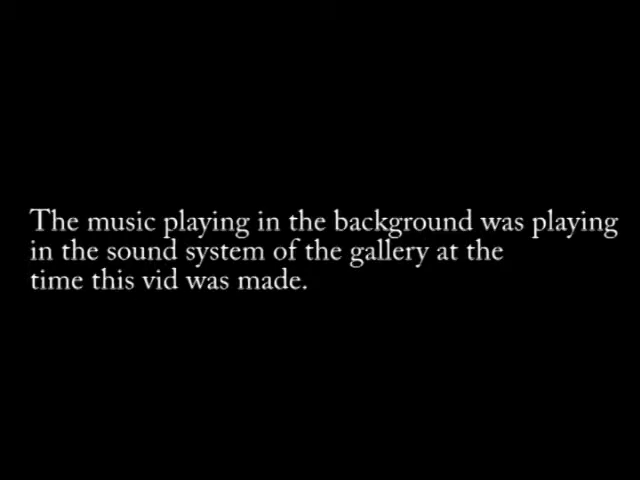 The music playing in the background was playing
in the sound system of the gallery at the
time this vid was made.